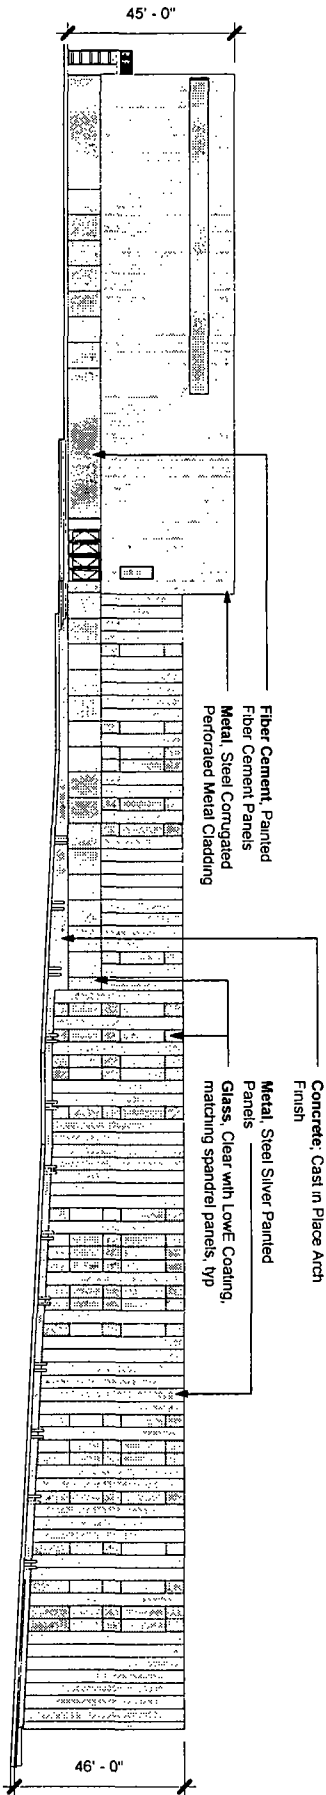 45' - 0"
Fiber Cement, Painted
Fiber Cement Panels
Metal, Steel Corrugated
Perforated Metal Cladding
Concrete; Cast in Place Arch
Finish
Metal, Steel Silver Painted
Panels
Glass, Clear with LowE Coating,
matching spandrel panels, typ
46' - 0"